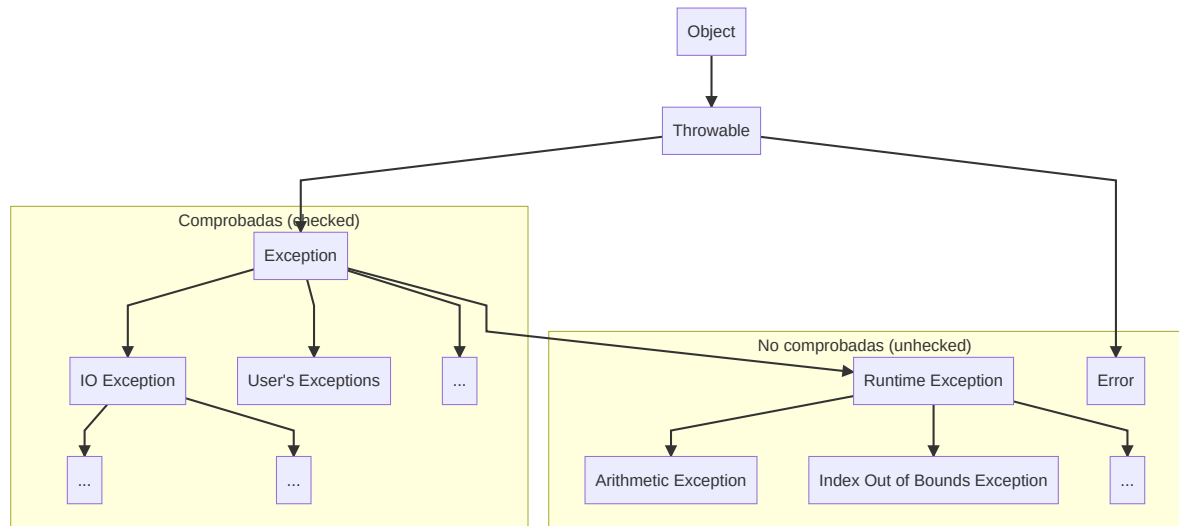 Object
Throwable
Comprobadas (checked)
Exception
No comprobadas (unhecked)
IO Exception
User's Exceptions
...
Runtime Exception
Error
...
...
Arithmetic Exception
Index Out of Bounds Exception
...